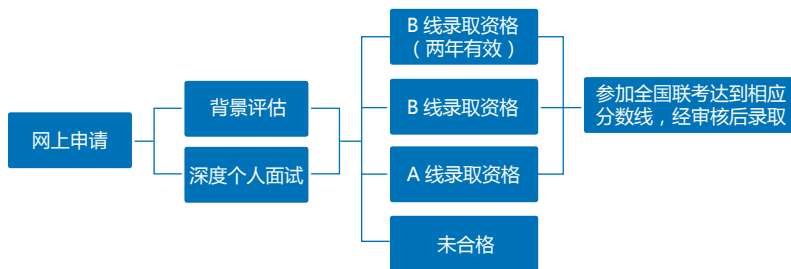 网上申请
背景评估
深度个人面试
B 线录取资格
（两年有效）
B 线录取资格
A 线录取资格
未合格
参加全国联考达到相应
分数线，经审核后录取